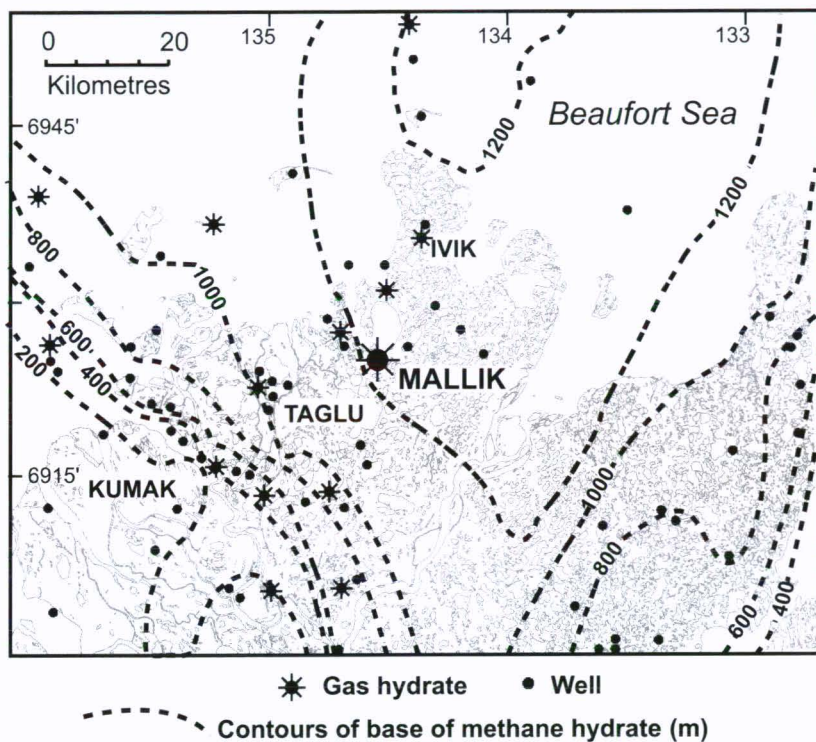 0 20
Kilometres
135 134 133
6945'
6915'
Beaufort Sea
1200
1200
800
1000
600
400
200
IVIK
MALLIK
TAGLU
KUMAK
1000
800
600
400
Gas hydrate Well
Contours of base of methane hydrate (m)